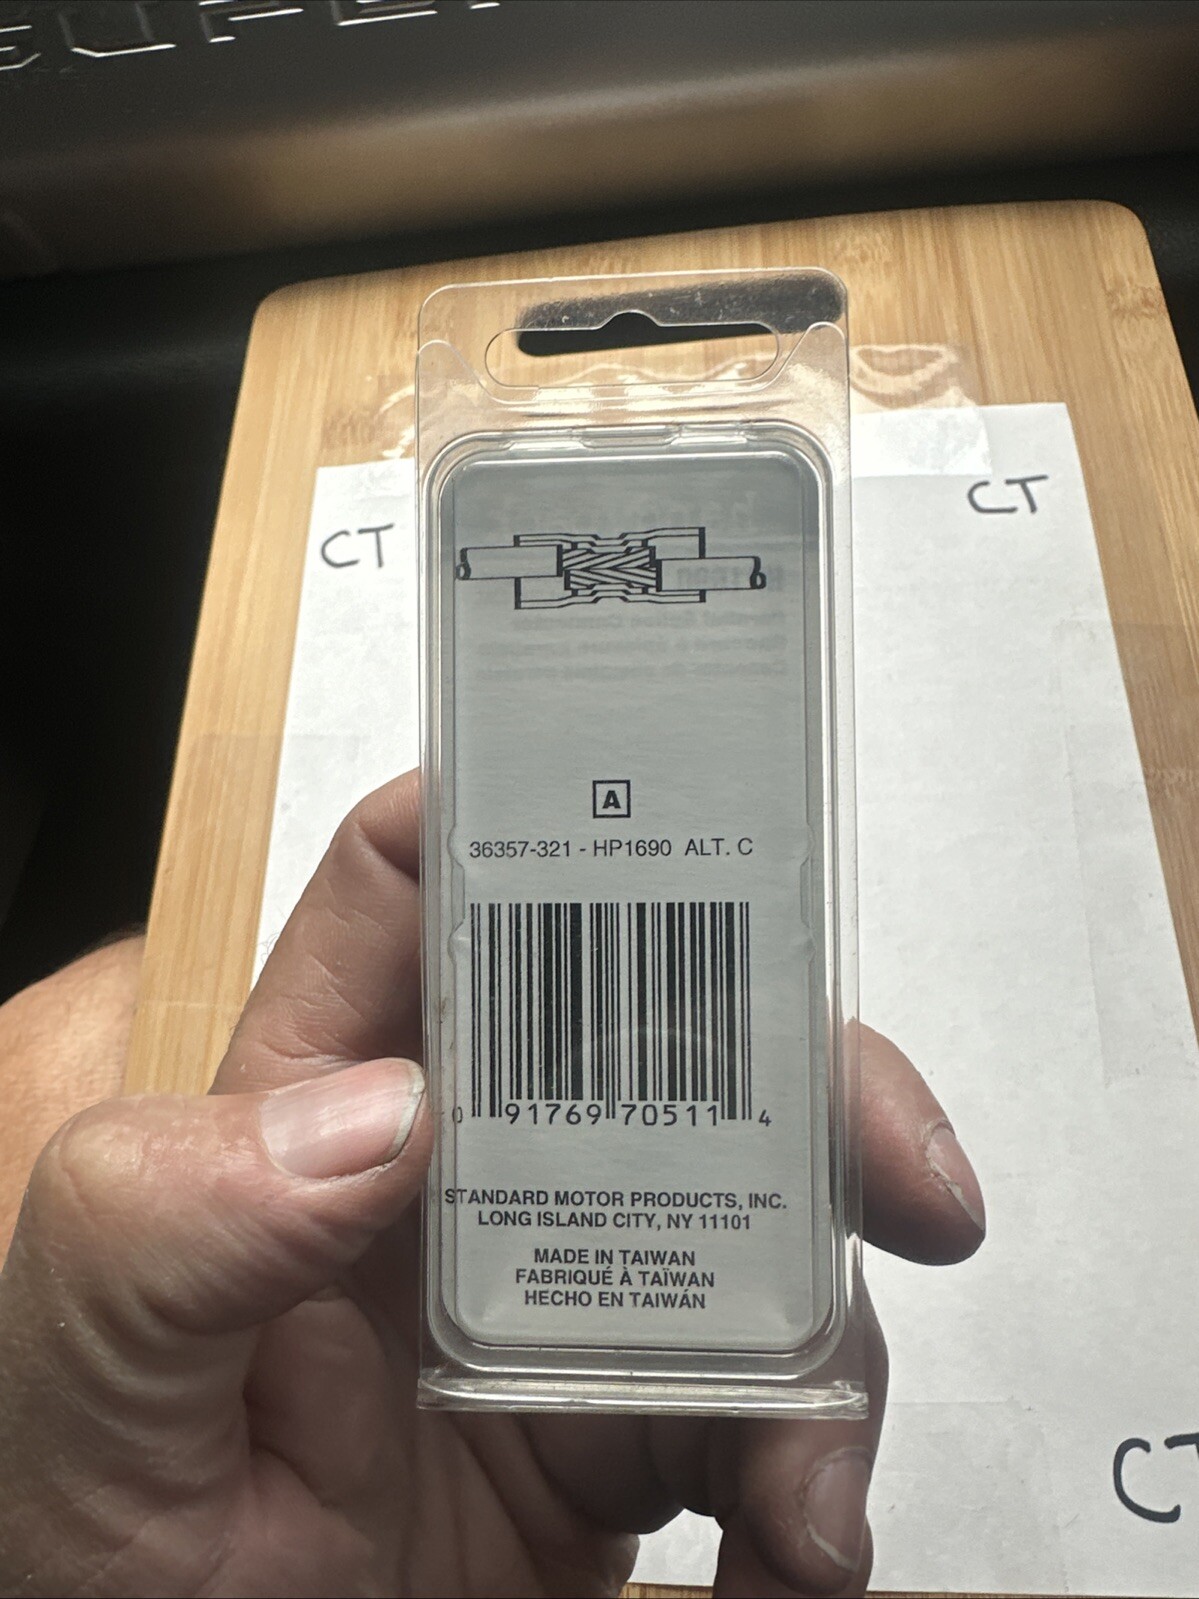 SUPER
CT
CT
A
36357-321 - HP1690 ALT. C
0 91769 70511 4
STANDARD MOTOR PRODUCTS, INC.
LONG ISLAND CITY, NY 11101
MADE IN TAIWAN
FABRIQUÉ À TAÏWAN
HECHO EN TAIWÁN
CT